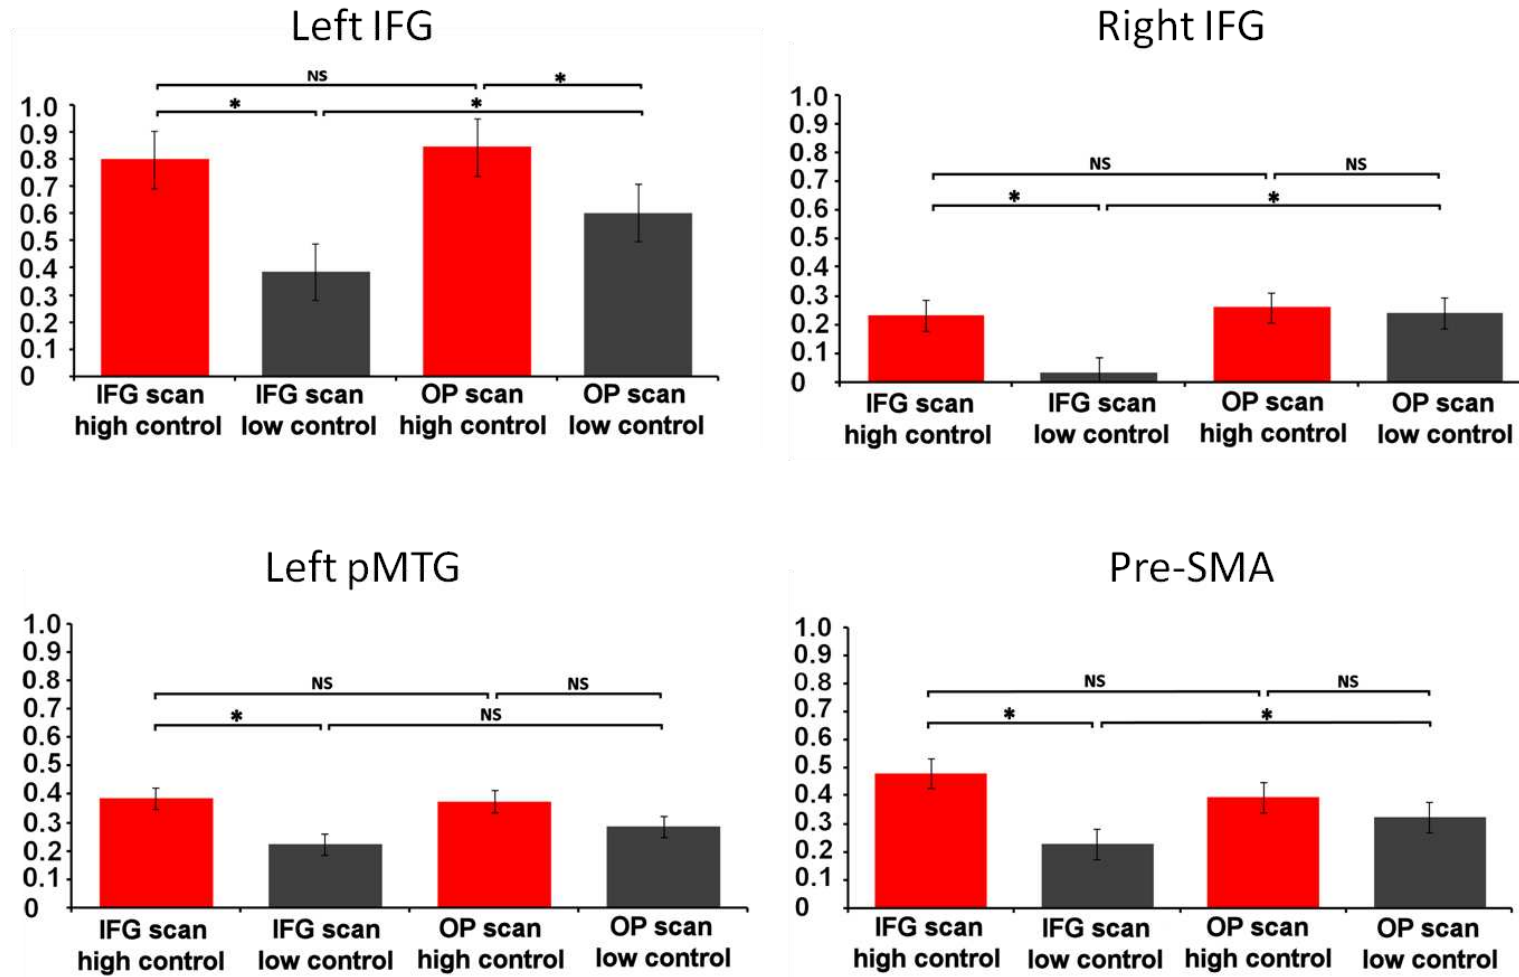 Left IFG
NS
*
*
*
1.0
0.9
0.8
0.7
0.6
0.5
0.4
0.3
0.2
0.1
0
IFG scan IFG scan OP scan OP scan
high control low control high control low control
Right IFG
NS
NS
*
*
1.0
0.9
0.8
0.7
0.6
0.5
0.4
0.3
0.2
0.1
0
IFG scan IFG scan OP scan OP scan
high control low control high control low control
Left pMTG
NS
NS
*
NS
1.0
0.9
0.8
0.7
0.6
0.5
0.4
0.3
0.2
0.1
0
IFG scan IFG scan OP scan OP scan
high control low control high control low control
Pre-SMA
NS
NS
*
*
1.0
0.9
0.8
0.7
0.6
0.5
0.4
0.3
0.2
0.1
0
IFG scan IFG scan OP scan OP scan
high control low control high control low control